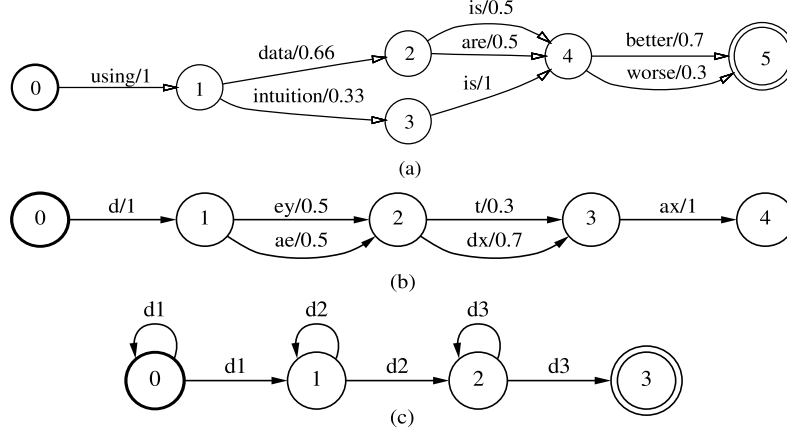 is/0.5
data/0.66 2 are/0.5 better/0.7
0 using/1 1 4 5
intuition/0.33 is/1 worse/0.3
3
(a)
0 d/1 1 ey/0.5 2 t/0.3 3 ax/1 4
ae/0.5 dx/0.7
(b)
d1 d2 d3
0 d1 1 d2 2 d3 3
(c)